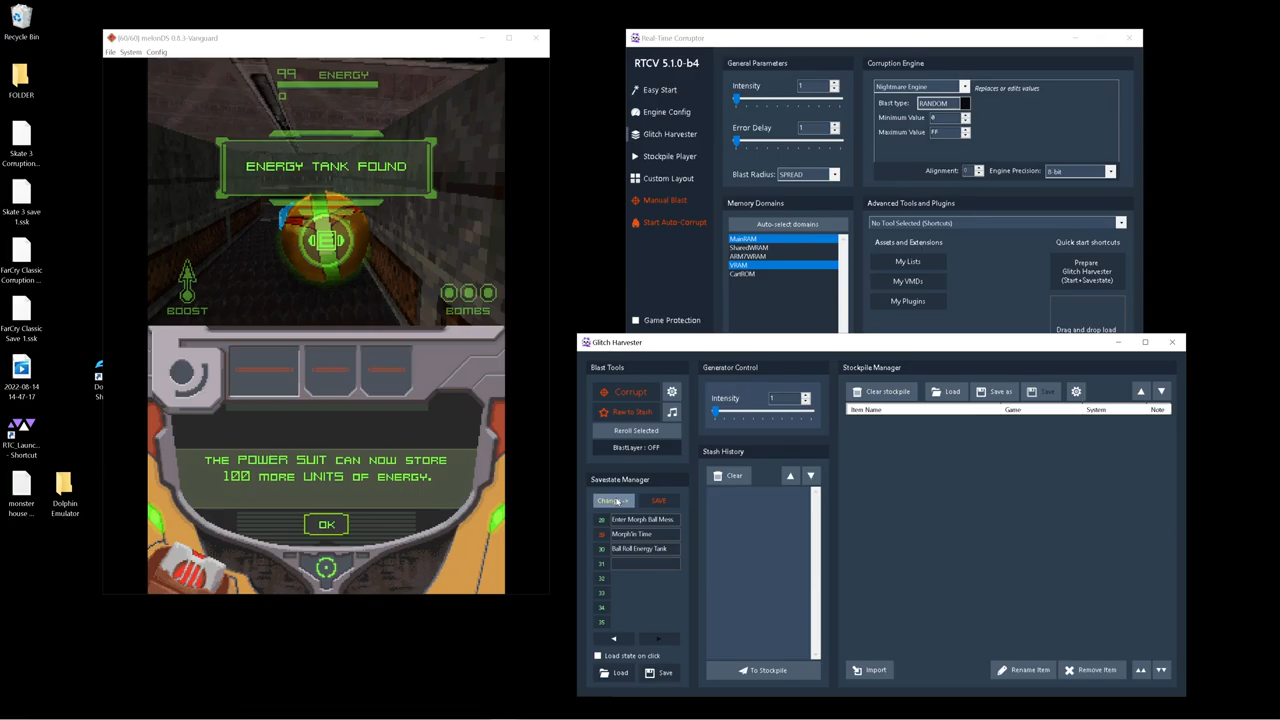 Recycle Bin
FOLDER
Skate 3
Corruption...
Skate 3 save
1.ssk
FarCry Classic
Corruption ...
FarCry Classic
Save 1.ssk
2022-08-14
14-47-17
Do
Sh
RTC_Launc...
- Shortcut
monster
house ...
Dolphin
Emulator
[60/60] melonDS 0.8.3-Vanguard
File System Config
99 ENERGY
ENERGY TANK FOUND
BOOST
BOMBS
THE POWER SUIT CAN NOW STORE
100 MORE UNITS OF ENERGY.
OK
Real-Time Corruptor
RTCV 5.1.0-b4
Easy Start
Engine Config
Glitch Harvester
Stockpile Player
Custom Layout
Manual Blast
Start Auto-Corrupt
Game Protection
General Parameters
Intensity 1
Error Delay 1
Blast Radius: SPREAD
Memory Domains
Auto-select domains
MainRAM
SharedWRAM
ARM7WRAM
VRAM
CartROM
Corruption Engine
Nightmare Engine Replaces or edits values
Blast type: RANDOM
Minimum Value 0
Maximum Value FF
Alignment: 0 Engine Precision: 8-bit
Advanced Tools and Plugins
No Tool Selected (Shortcuts)
Assets and Extensions
My Lists
My VMDs
My Plugins
Quick start shortcuts
Prepare
Glitch Harvester
(Start+Savestate)
Drag and drop load
Glitch Harvester
Blast Tools
Corrupt
Raw to Stash
Reroll Selected
BlastLayer : OFF
Savestate Manager
SAVE
28 Enter Morph Ball Mess
29 Morph'in Time
30 Ball Roll Energy Tank
31
32
33
34
35
Load state on click
Load Save
Generator Control
Intensity 1
Stash History
Clear
To Stockpile
Stockpile Manager
Clear stockpile Load Save as Save
Item Name Game System Note
Import Rename Item Remove Item